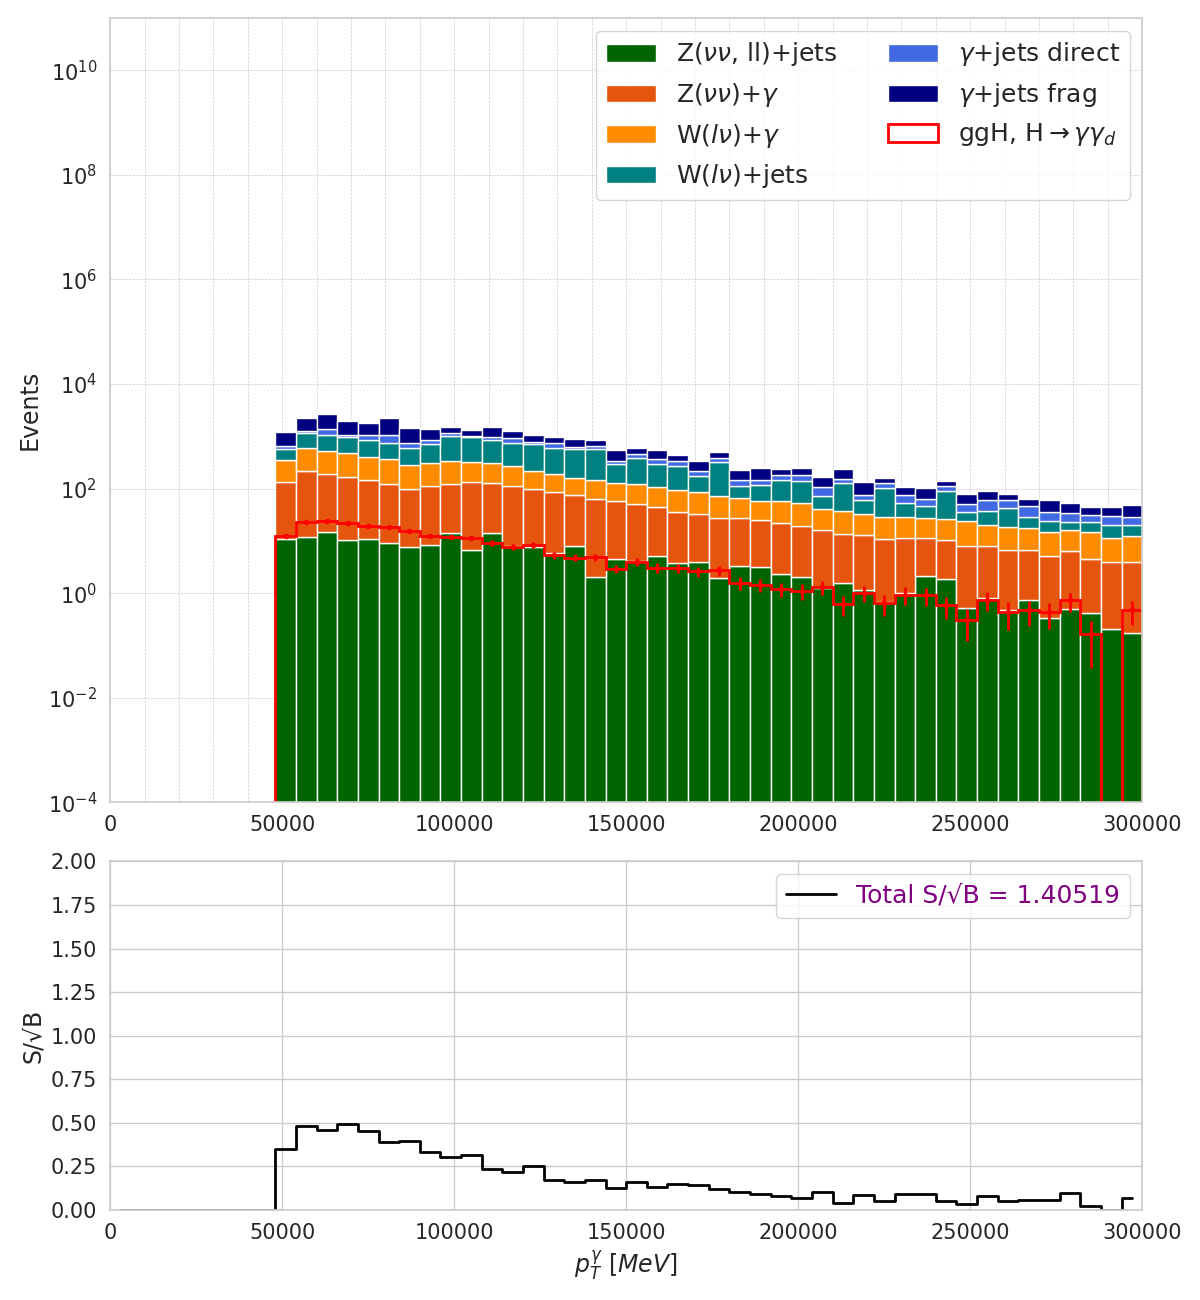 Z(νν, ll)+jets
Z(νν)+γ
W(lν)+γ
W(lν)+jets
γ+jets direct
γ+jets frag
ggH, H→γγ_d
Events
10^10
10^8
10^6
10^4
10^2
10^0
10^−2
10^−4
0 50000 100000 150000 200000 250000 300000
Total S/√B = 1.40519
S/√B
2.00
1.75
1.50
1.25
1.00
0.75
0.50
0.25
0.00
0 50000 100000 150000 200000 250000 300000
p_T^γ [MeV]